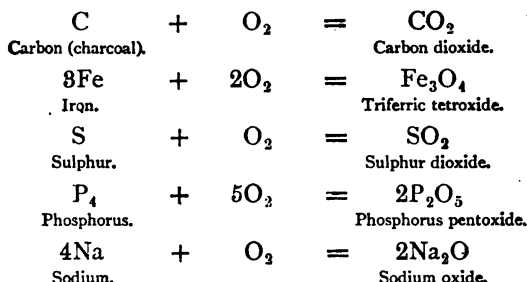 C + O₂ = CO₂
Carbon (charcoal). Carbon dioxide.
3Fe + 2O₂ = Fe₃O₄
Iron. Triferric tetroxide.
S + O₂ = SO₂
Sulphur. Sulphur dioxide.
P₄ + 5O₂ = 2P₂O₅
Phosphorus. Phosphorus pentoxide.
4Na + O₂ = 2Na₂O
Sodium. Sodium oxide.